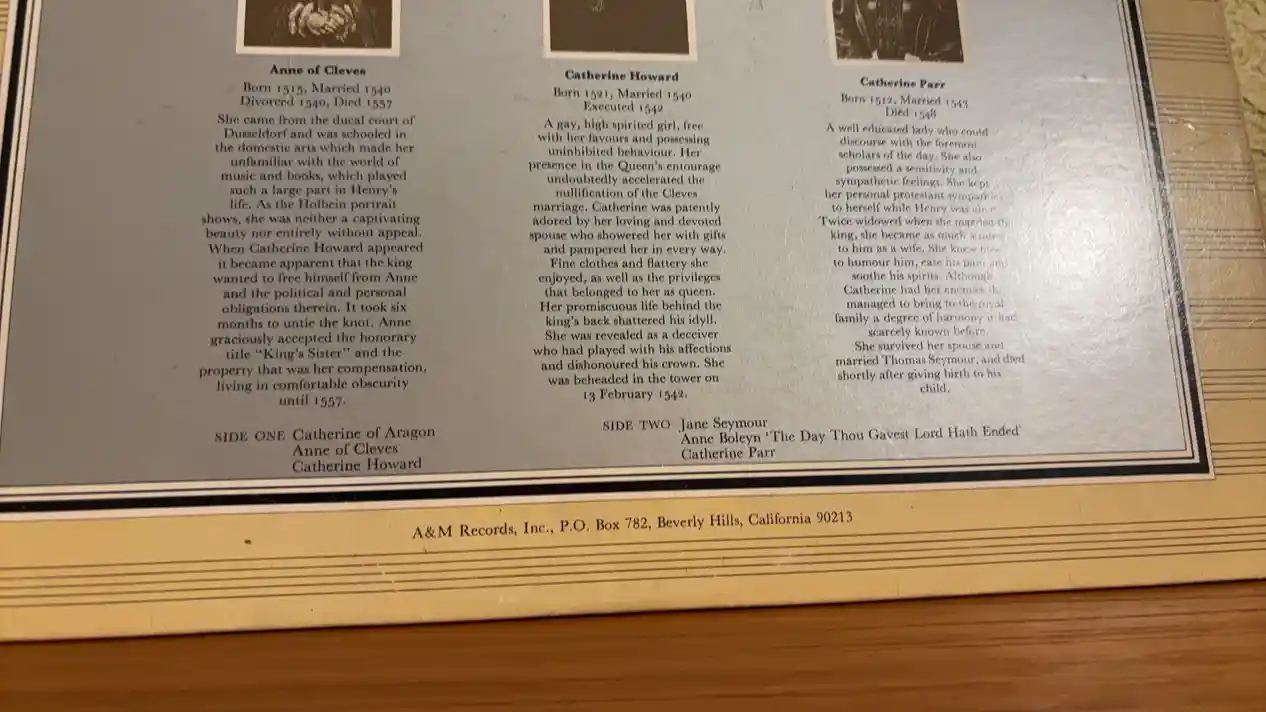 Anne of Cleves
Born 1515, Married 1540
Divorced 1540, Died 1557
She came from the ducal court of
Dusseldorf and was schooled in
the domestic arts which made her
unfamiliar with the world of
music and books, which played
such a large part in Henry's
life. As the Holbein portrait
shows, she was neither a captivating
beauty nor entirely without appeal.
When Catherine Howard appeared
it became apparent that the king
wanted to free himself from Anne
and the political and personal
obligations therein. It took six
months to untie the knot. Anne
graciously accepted the honorary
title "King's Sister" and the
property that was her compensation,
living in comfortable obscurity
until 1557.
Catherine Howard
Born 1521, Married 1540
Executed 1542
A gay, high spirited girl, free
with her favours and possessing
uninhibited behaviour. Her
presence in the Queen's entourage
undoubtedly accelerated the
nullification of the Cleves
marriage. Catherine was patently
adored by her loving and devoted
spouse who showered her with gifts
and pampered her in every way.
Fine clothes and flattery she
enjoyed, as well as the privileges
that belonged to her as queen.
Her promiscuous life behind the
king's back shattered his idyll.
She was revealed as a deceiver
who had played with his affections
and dishonoured his crown. She
was beheaded in the tower on
13 February 1542.
Catherine Parr
Born 1512, Married 1543
Died 1548
A well educated lady who could
discourse with the foremost
scholars of the day. She also
possessed a sensitivity and
sympathetic feelings. She kept
her personal protestant
to herself while Henry was
Twice widowed when she married the
king, she became as much a nurse
to him as a wife. She knew how
to humour him, ease his pain and
soothe his spirits. Although
Catherine had her enemies she
managed to bring to the royal
family a degree of harmony it had
scarcely known before.
She survived her spouse and
married Thomas Seymour, and died
shortly after giving birth to his
child.
SIDE ONE Catherine of Aragon
Anne of Cleves
Catherine Howard
SIDE TWO Jane Seymour
Anne Boleyn 'The Day Thou Gavest Lord Hath Ended'
Catherine Parr
A&M Records, Inc., P.O. Box 782, Beverly Hills, California 90213